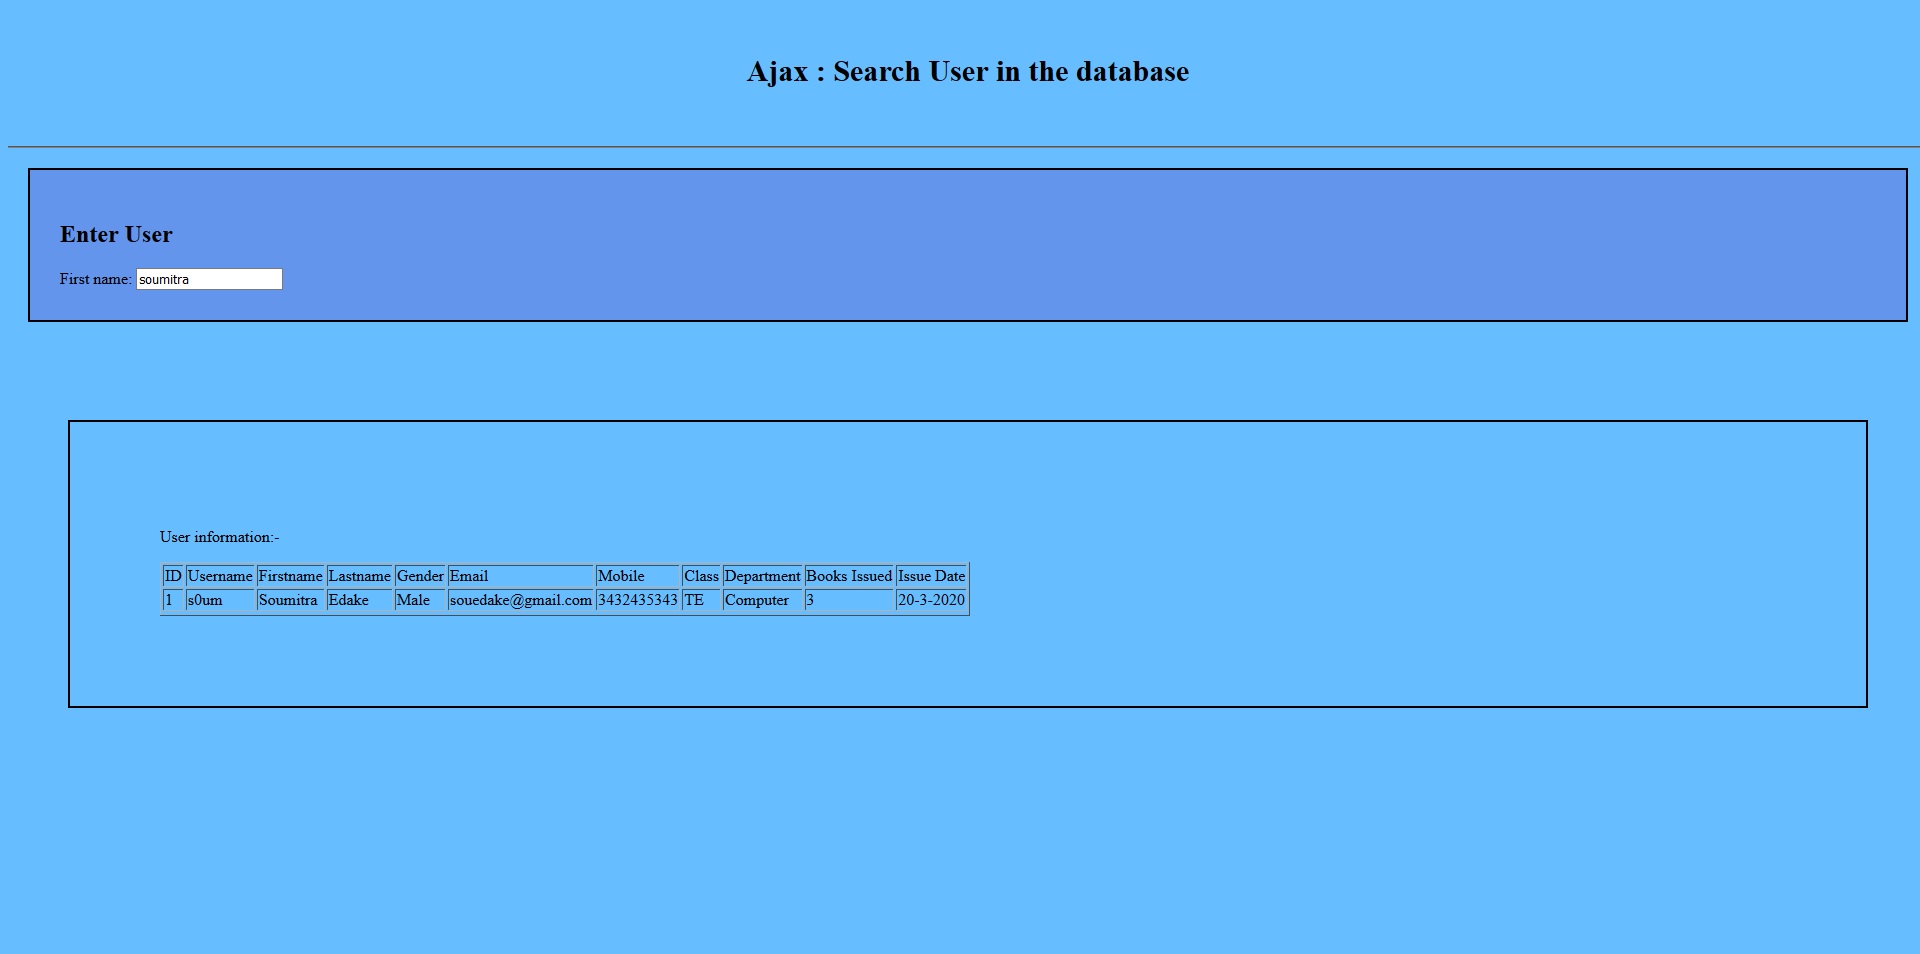 Ajax : Search User in the database
Enter User
First name: soumitra
User information:-
ID Username Firstname Lastname Gender Email Mobile Class Department Books Issued Issue Date
1 s0um Soumitra Edake Male souedake@gmail.com 3432435343 TE Computer 3 20-3-2020